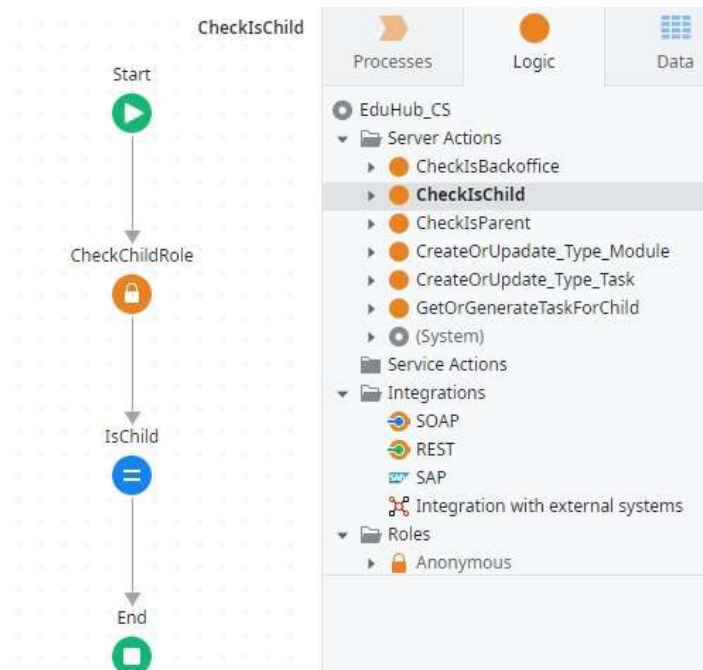 CheckIsChild
Start
CheckChildRole
IsChild
End
Processes
Logic
Data
EduHub_CS
Server Actions
CheckIsBackoffice
CheckIsChild
CheckIsParent
CreateOrUpadate_Type_Module
CreateOrUpdate_Type_Task
GetOrGenerateTaskForChild
(System)
Service Actions
Integrations
SOAP
REST
SAP SAP
Integration with external systems
Roles
Anonymous